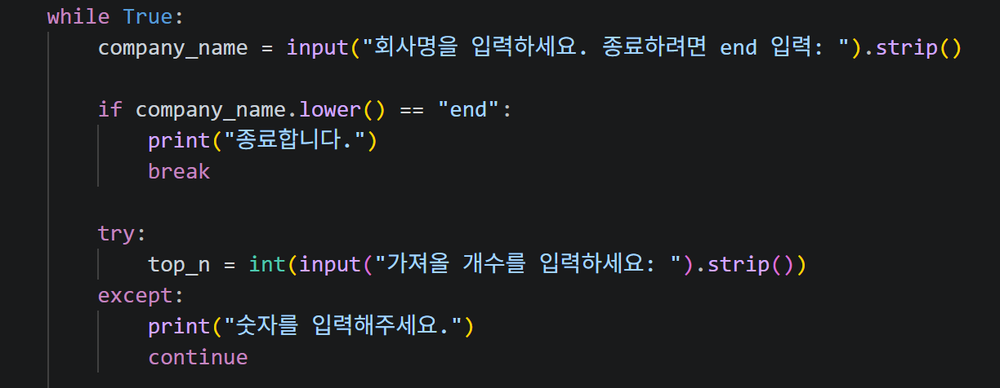 while True:
    company_name = input("회사명을 입력하세요. 종료하려면 end 입력: ").strip()
    if company_name.lower() == "end":
        print("종료합니다.")
        break
    try:
        top_n = int(input("가져올 개수를 입력하세요: ").strip())
    except:
        print("숫자를 입력해주세요.")
        continue